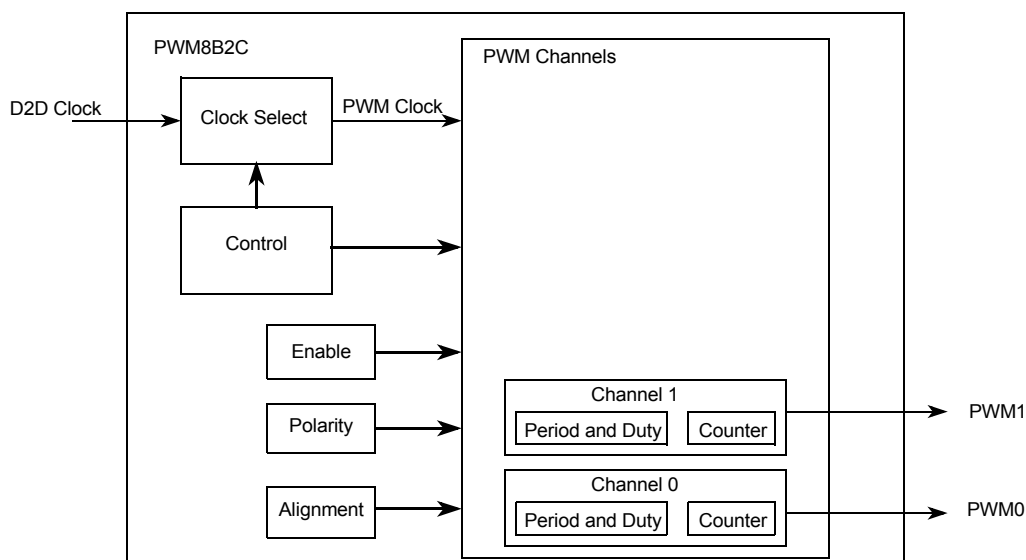 PWM8B2C
PWM Channels
D2D Clock
Clock Select
PWM Clock
Control
Enable
Channel 1
Period and Duty
Counter
PWM1
Polarity
Channel 0
Period and Duty
Counter
PWM0
Alignment